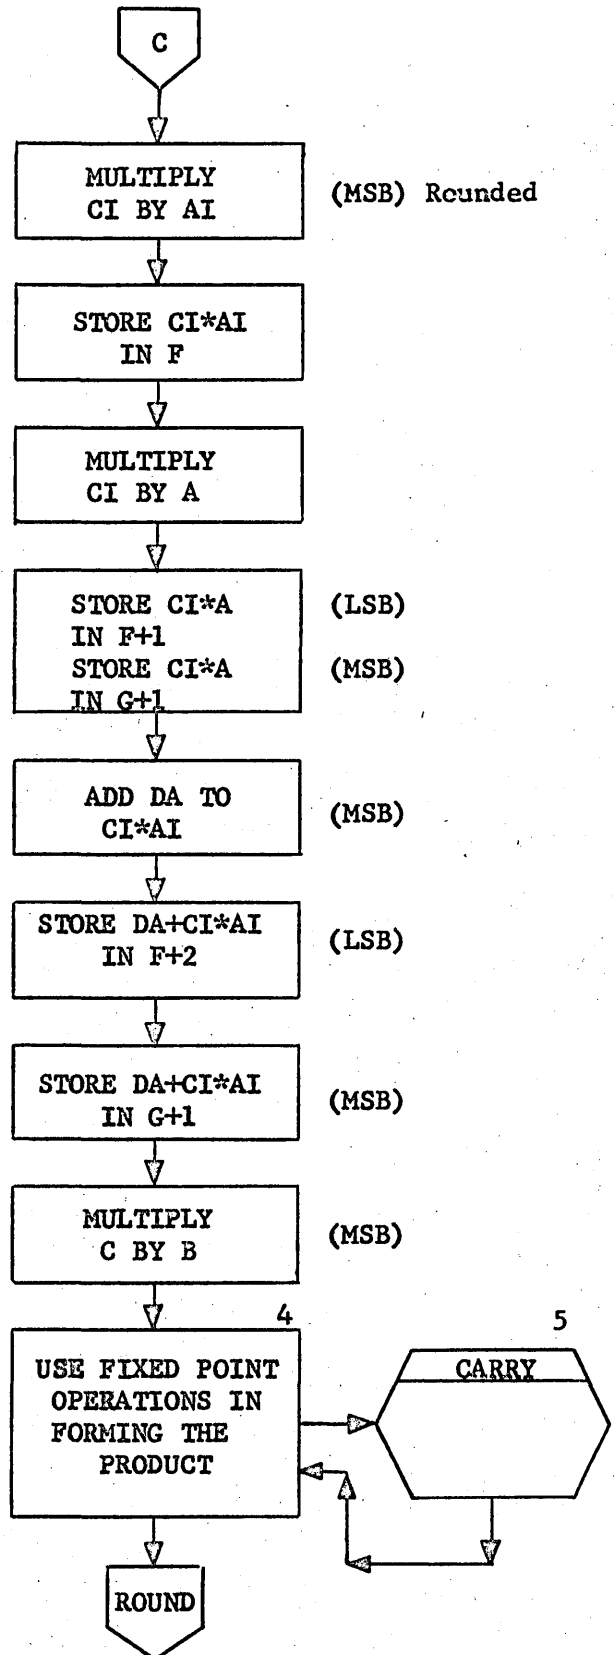 C
MULTIPLY
CI BY AI
(MSB) Rounded
STORE CI*AI
IN F
MULTIPLY
CI BY A
STORE CI*A
(LSB)
IN F+1
STORE CI*A
(MSB)
IN G+1
ADD DA TO
CI*AI
(MSB)
STORE DA+CI*AI
IN F+2
(LSB)
STORE DA+CI*AI
IN G+1
(MSB)
MULTIPLY
C BY B
(MSB)
4
USE FIXED POINT
OPERATIONS IN
FORMING THE
PRODUCT
5
CARRY
ROUND